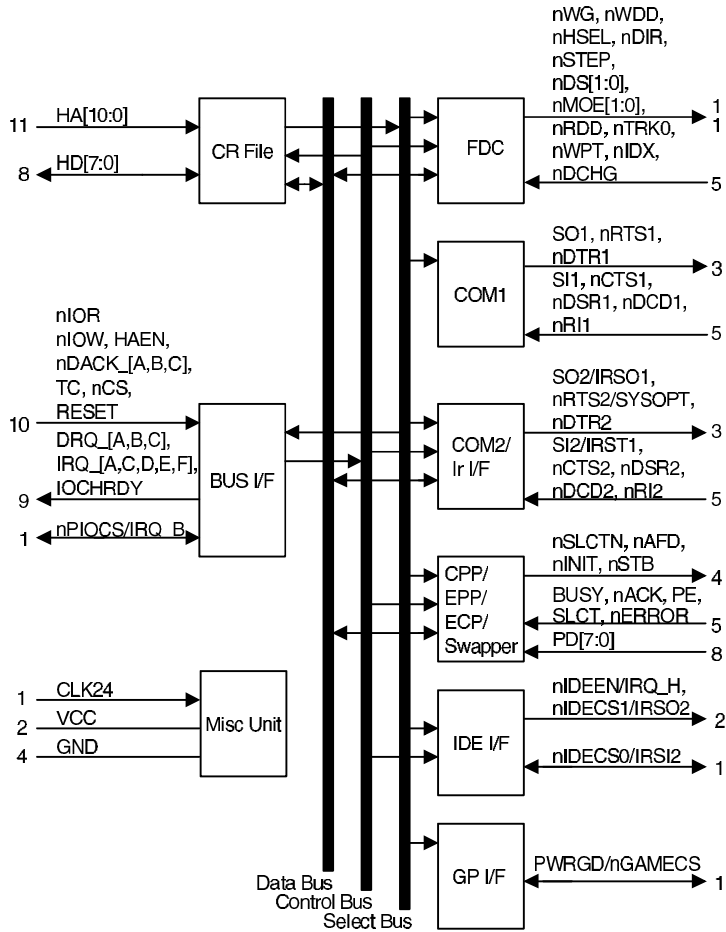 nWG, nWDD,
nHSEL, nDIR,
nSTEP,
nDS[1:0],
nMOE[1:0],
nRDD, nTRK0,
nWPT, nIDX,
nDCHG
1
1
5
11
HA[10:0]
8
HD[7:0]
CR File
FDC
SO1, nRTS1,
nDTR1
SI1, nCTS1,
nDSR1, nDCD1,
nRI1
3
5
COM1
nIOR
nIOW, HAEN,
nDACK_[A,B,C],
TC, nCS,
RESET
DRQ_[A,B,C],
IRQ_[A,C,D,E,F],
IOCHRDY
nPIOCS/IRQ_B
10
9
1
BUS I/F
SO2/IRSO1,
nRTS2/SYSOPT,
nDTR2
SI2/IRST1,
nCTS2, nDSR2,
nDCD2, nRI2
3
5
COM2/
Ir I/F
nSLCTN, nAFD,
nINIT, nSTB
BUSY, nACK, PE,
SLCT, nERROR
PD[7:0]
4
5
8
CPP/
EPP/
ECP/
Swapper
1
CLK24
2
VCC
4
GND
Misc Unit
nIDEEN/IRQ_H,
nIDECS1/IRSO2
nIDECS0/IRSI2
2
1
IDE I/F
GP I/F
PWRGD/nGAMECS
1
Data Bus
Control Bus
Select Bus